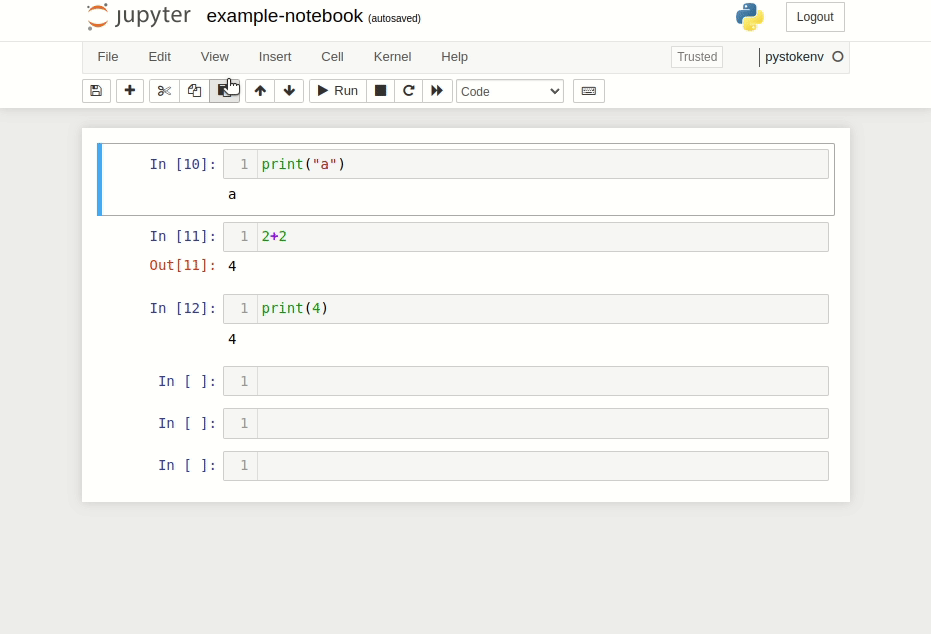 jupyter example-notebook (autosaved) Logout
File Edit View Insert Cell Kernel Help Trusted pystokenv
Run Code
In [10]: 1 print("a")
a
In [11]: 1 2+2
Out[11]: 4
In [12]: 1 print(4)
4
In [ ]: 1
In [ ]: 1
In [ ]: 1